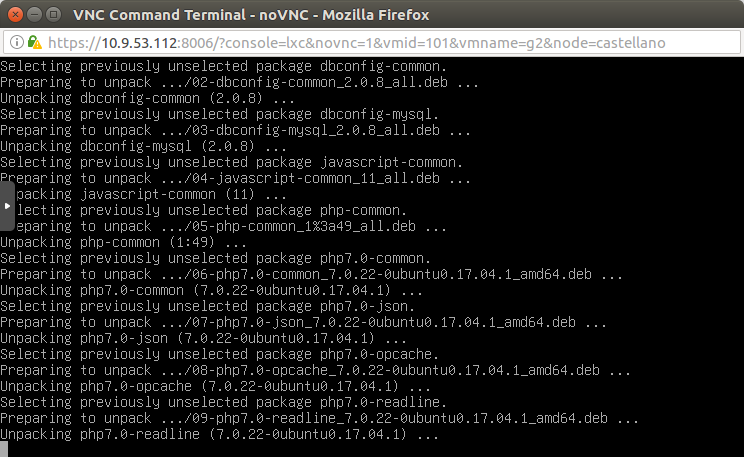 VNC Command Terminal - noVNC - Mozilla Firefox
https://10.9.53.112:8006/?console=lxc&novnc=1&vmid=101&vmname=g2&node=castellano
Selecting previously unselected package dbconfig-common.
Preparing to unpack .../02-dbconfig-common_2.0.8_all.deb ...
Unpacking dbconfig-common (2.0.8) ...
Selecting previously unselected package dbconfig-mysql.
Preparing to unpack .../03-dbconfig-mysql_2.0.8_all.deb ...
Unpacking dbconfig-mysql (2.0.8) ...
Selecting previously unselected package javascript-common.
Preparing to unpack .../04-javascript-common_11_all.deb ...
packing javascript-common (11) ...
lecting previously unselected package php-common.
eparing to unpack .../05-php-common_1%3a49_all.deb ...
Unpacking php-common (1:49) ...
Selecting previously unselected package php7.0-common.
Preparing to unpack .../06-php7.0-common_7.0.22-0ubuntu0.17.04.1_amd64.deb ...
Unpacking php7.0-common (7.0.22-0ubuntu0.17.04.1) ...
Selecting previously unselected package php7.0-json.
Preparing to unpack .../07-php7.0-json_7.0.22-0ubuntu0.17.04.1_amd64.deb ...
Unpacking php7.0-json (7.0.22-0ubuntu0.17.04.1) ...
Selecting previously unselected package php7.0-opcache.
Preparing to unpack .../08-php7.0-opcache_7.0.22-0ubuntu0.17.04.1_amd64.deb ...
Unpacking php7.0-opcache (7.0.22-0ubuntu0.17.04.1) ...
Selecting previously unselected package php7.0-readline.
Preparing to unpack .../09-php7.0-readline_7.0.22-0ubuntu0.17.04.1_amd64.deb ...
Unpacking php7.0-readline (7.0.22-0ubuntu0.17.04.1) ...